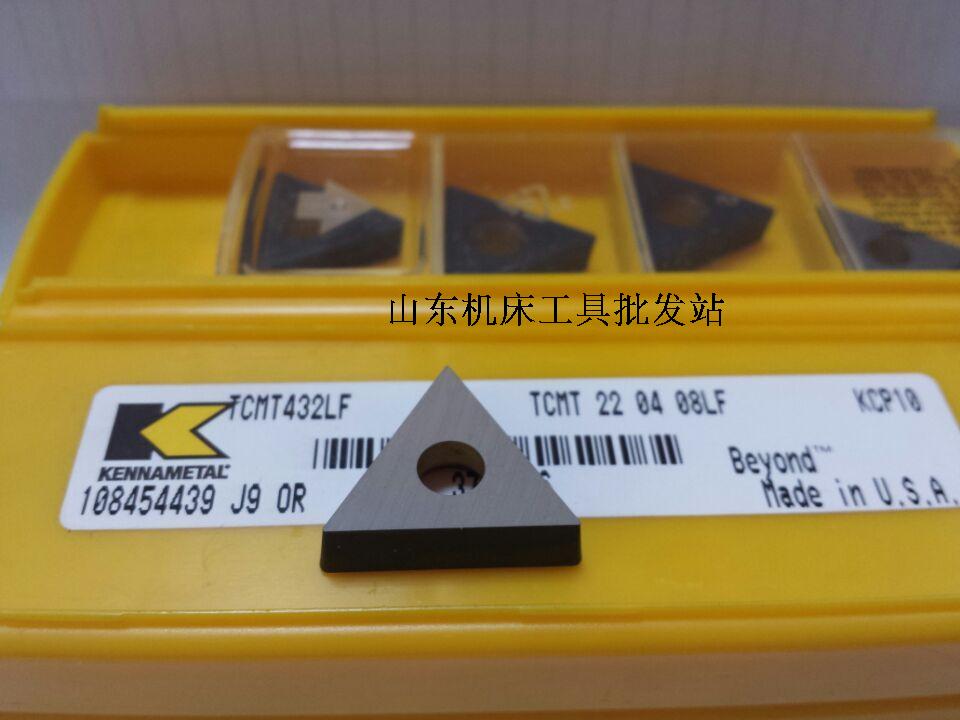 山东机床工具批发站
TCMT432LF TCMT 22 04 08LF KCP10
KENNAMETAL
Beyond™
108454439 J9 OR
Made in U.S.A.